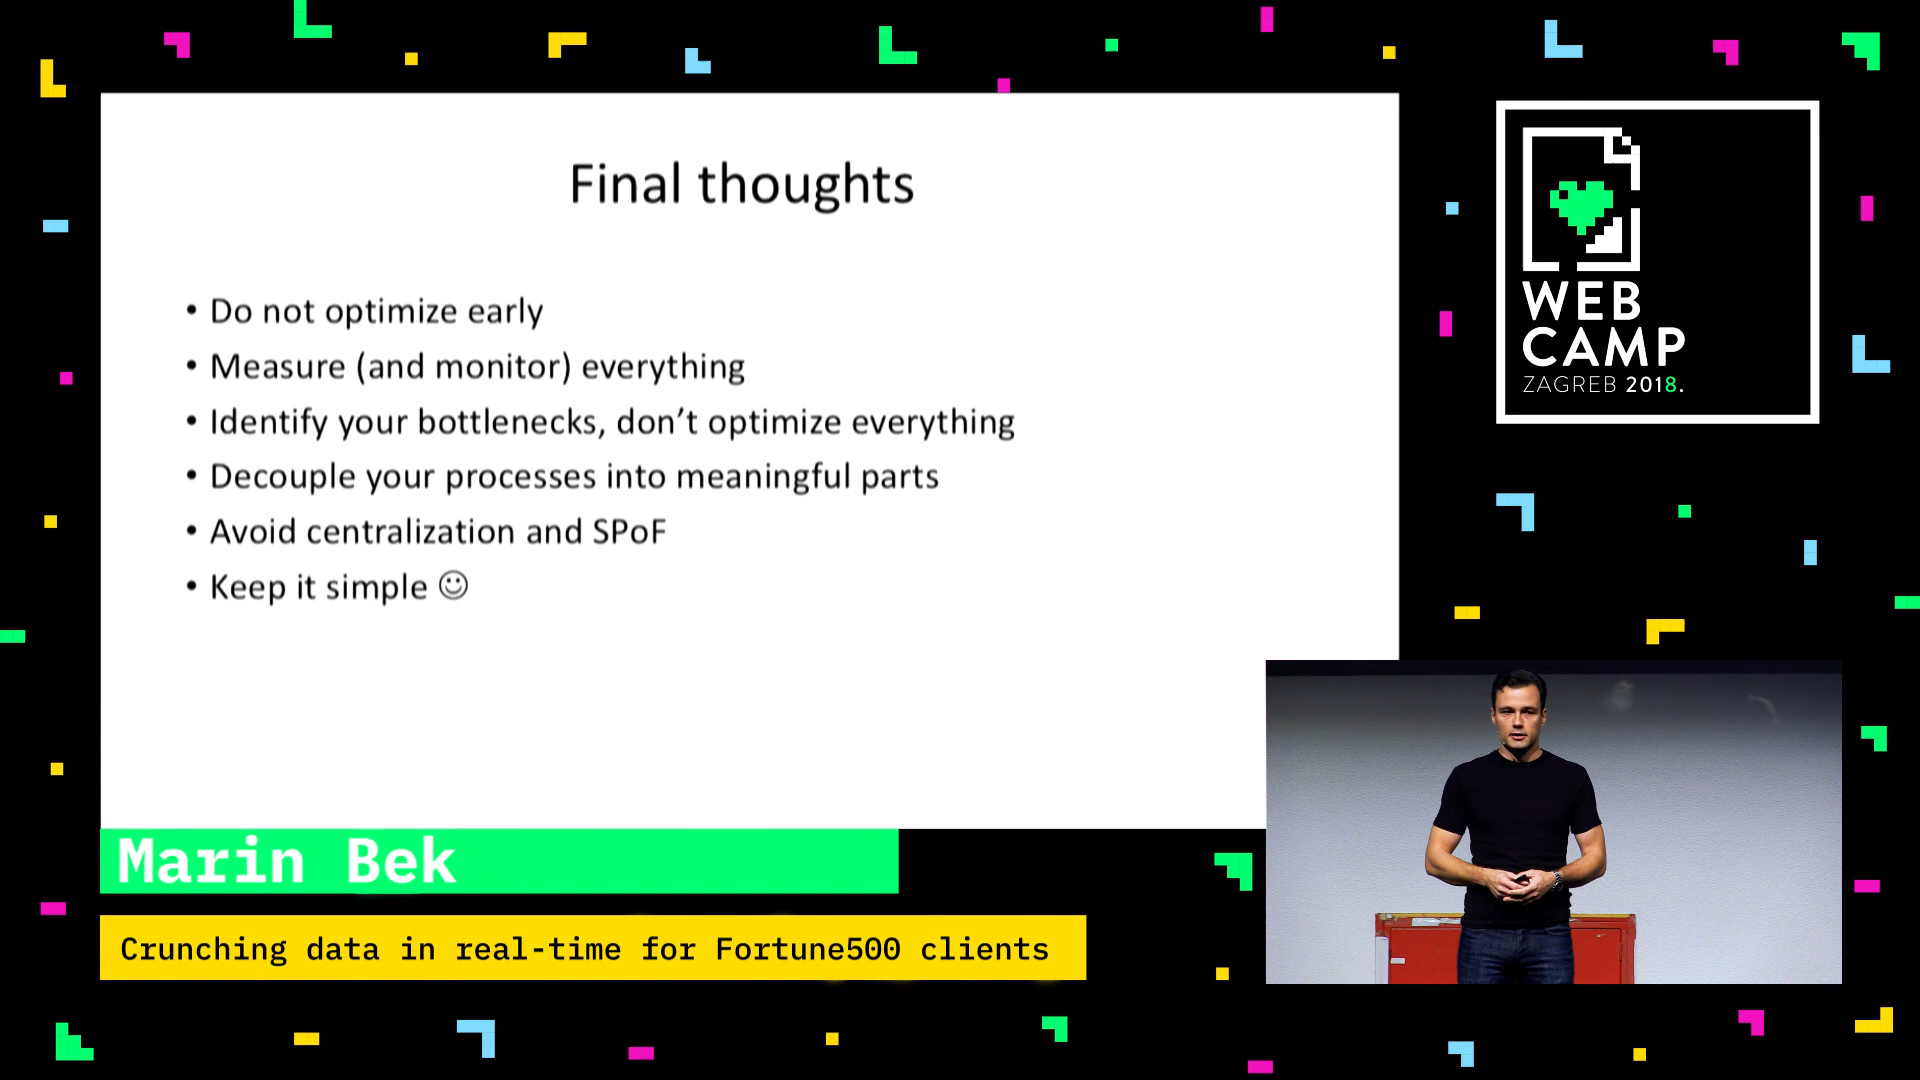 Final thoughts
• Do not optimize early
• Measure (and monitor) everything
• Identify your bottlenecks, don’t optimize everything
• Decouple your processes into meaningful parts
• Avoid centralization and SPoF
• Keep it simple ☺
WEB
CAMP
ZAGREB 2018.
Marin Bek
Crunching data in real-time for Fortune500 clients